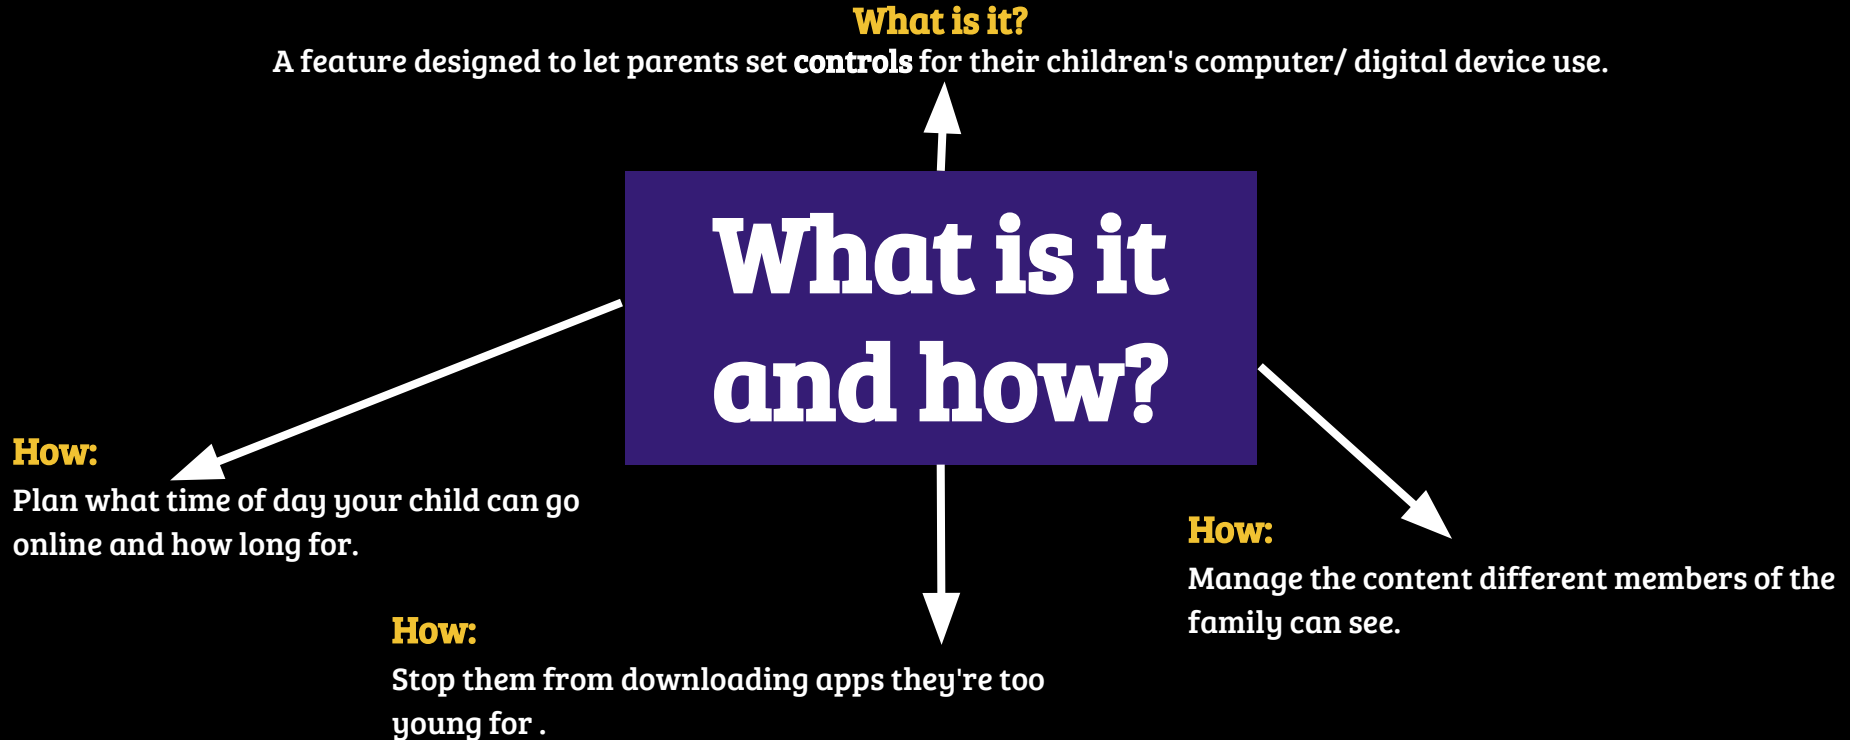 What is it?
A feature designed to let parents set controls for their children's computer/ digital device use.
What is it
and how?
How:
Plan what time of day your child can go
online and how long for.
How:
Stop them from downloading apps they're too
young for .
How:
Manage the content different members of the
family can see.